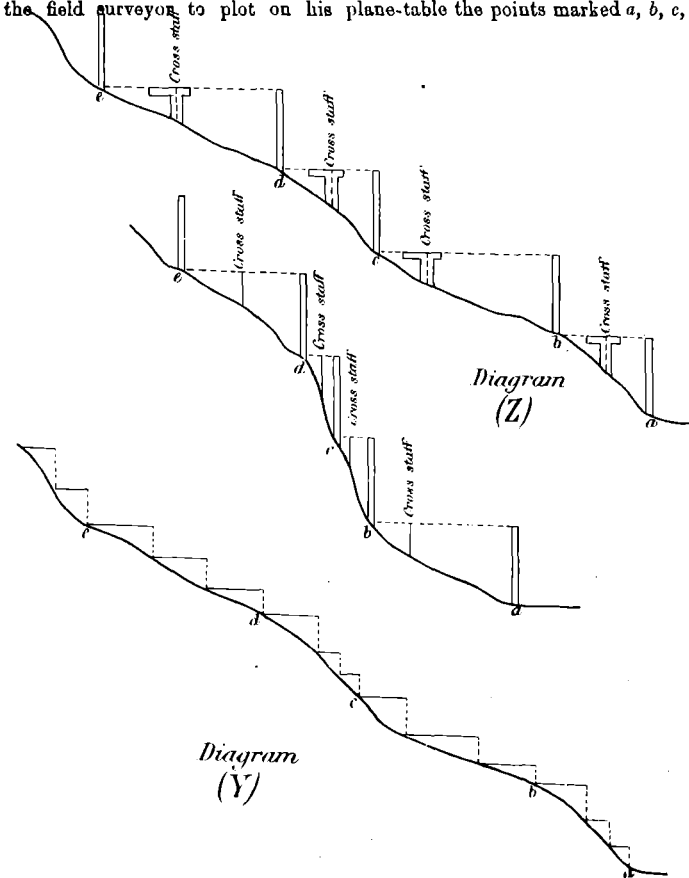 the field surveyor to plot on his plane-table the points marked a, b, c,
Cross staff
e
Cross staff
d
Cross staff
c
Cross staff
b
a
Diagram
(Z)
Cross staff
e
Cross staff
d
Cross staff
c
Cross staff
b
a
e
d
c
b
a
Diagram
(Y)